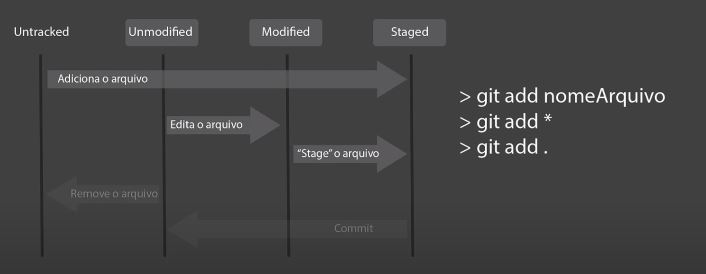 Untracked
Unmodified
Modified
Staged
Adiciona o arquivo
Edita o arquivo
"Stage" o arquivo
Remove o arquivo
Commit
> git add nomeArquivo
> git add *
> git add .